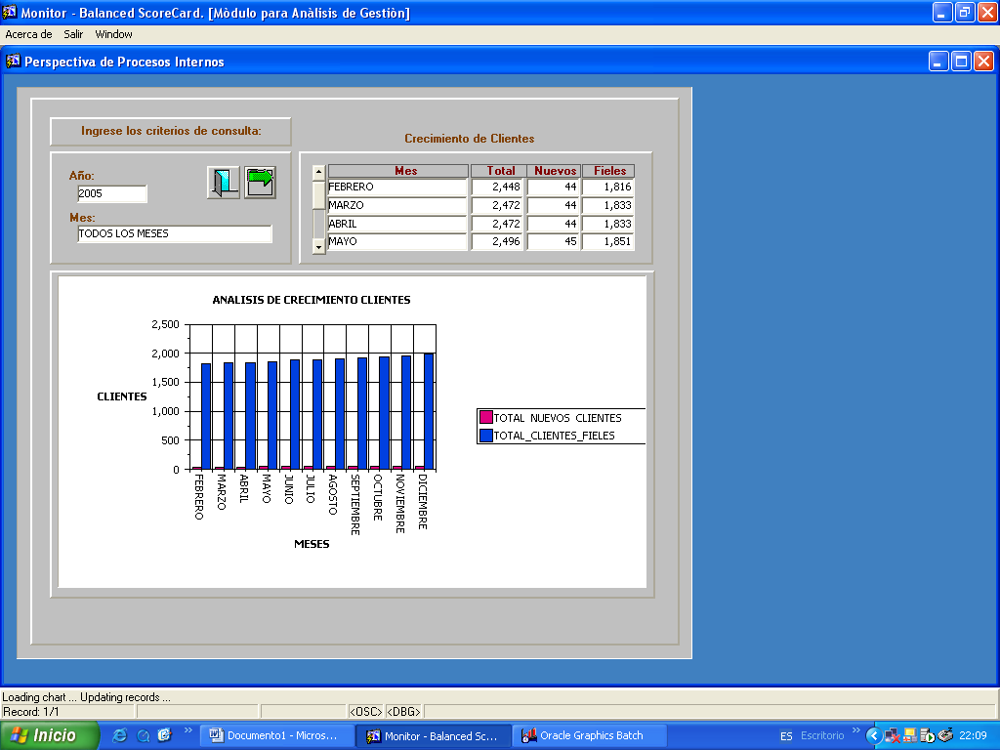 Monitor - Balanced ScoreCard. [Mòdulo para Anàlisis de Gestiòn]
Acerca de Salir Window
Perspectiva de Procesos Internos
Ingrese los criterios de consulta:
Crecimiento de Clientes
Año:
2005
Mes:
TODOS LOS MESES
Mes Total Nuevos Fieles
FEBRERO 2,448 44 1,816
MARZO 2,472 44 1,833
ABRIL 2,472 44 1,833
MAYO 2,496 45 1,851
ANALISIS DE CRECIMIENTO CLIENTES
2,500
2,000
1,500
CLIENTES
1,000
500
0
FEBRERO
MARZO
ABRIL
MAYO
JUNIO
JULIO
AGOSTO
SEPTIEMBRE
OCTUBRE
NOVIEMBRE
DICIEMBRE
MESES
TOTAL NUEVOS CLIENTES
TOTAL_CLIENTES_FIELES
Loading chart ... Updating records ...
Record: 1/1 <OSC> <DBG>
Inicio » Documento1 - Micros... Monitor - Balanced Sc... Oracle Graphics Batch ES Escritorio » 22:09